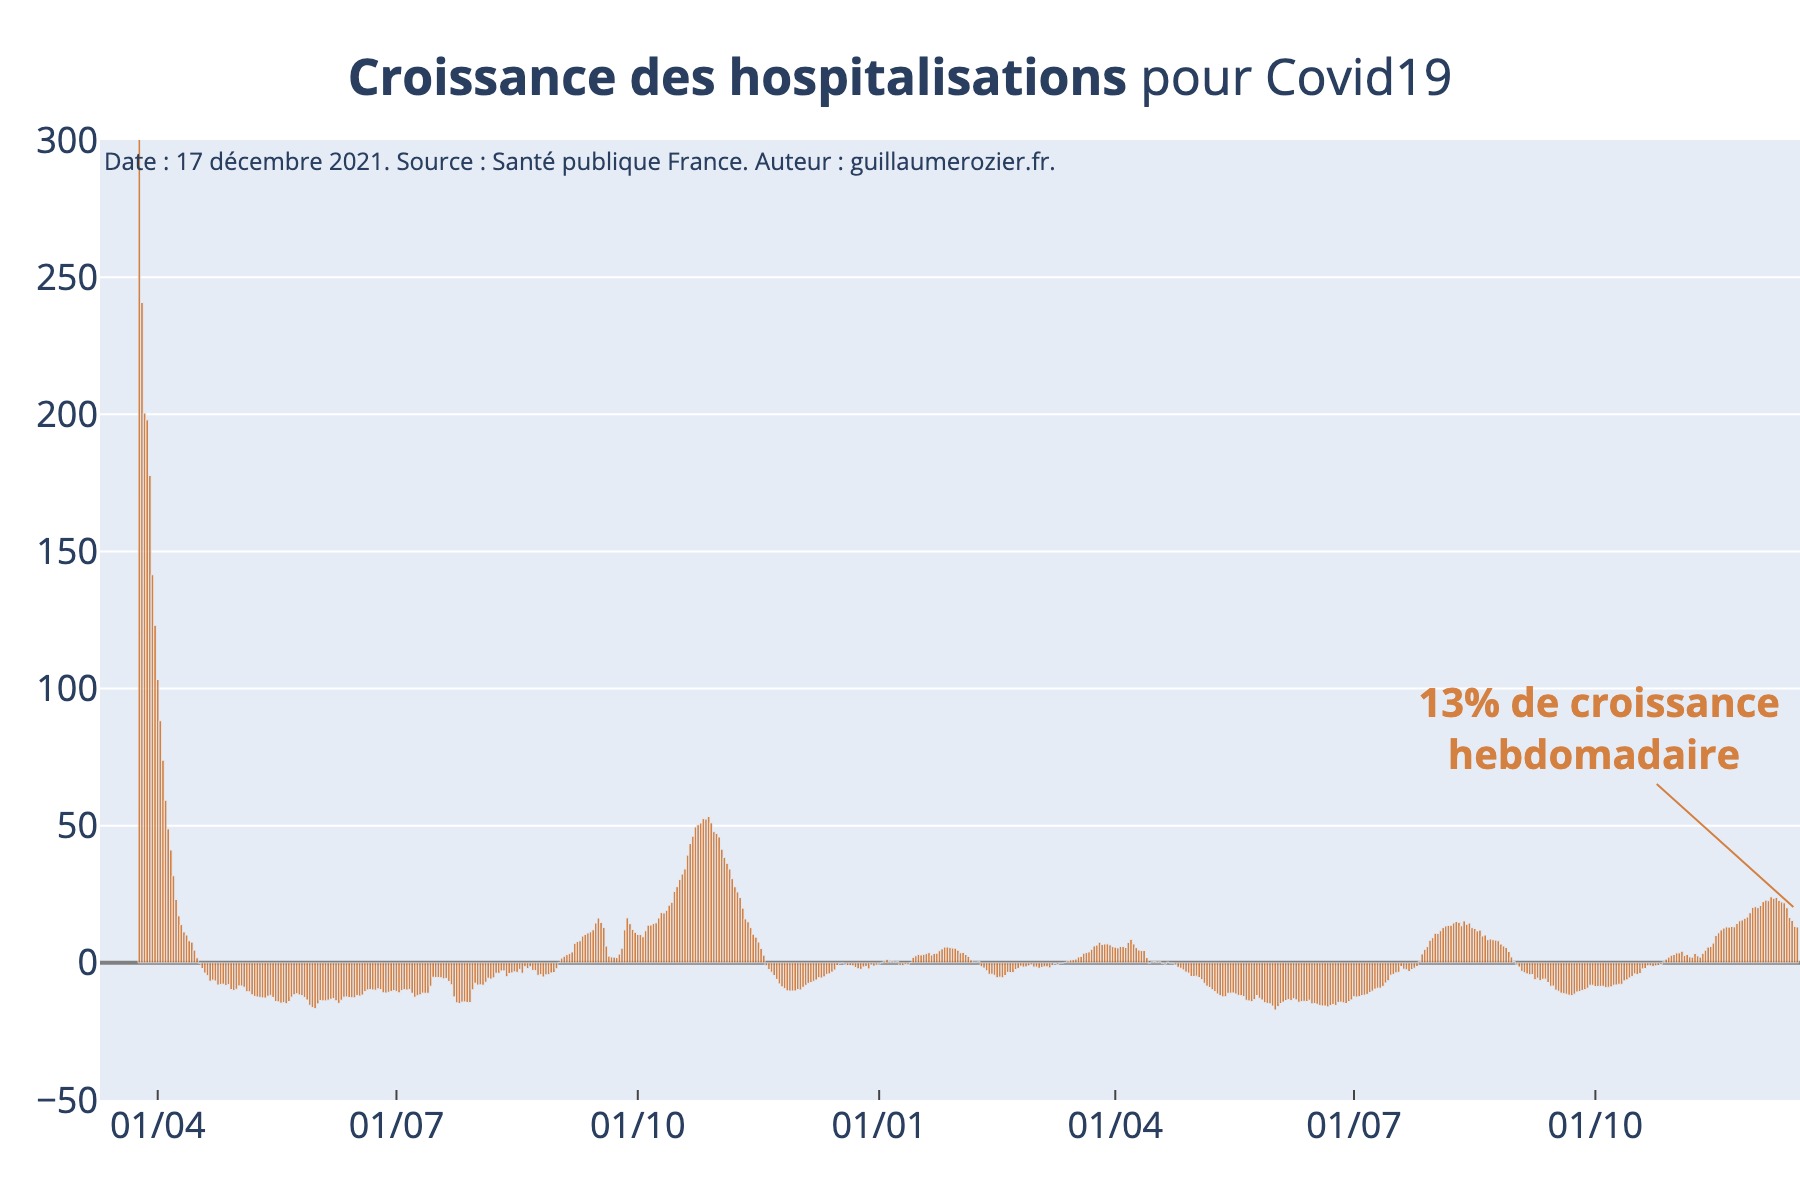 Croissance des hospitalisations pour Covid19
300
Date : 17 décembre 2021. Source : Santé publique France. Auteur : guillaumerozier.fr.
250
200
150
100
13% de croissance
hebdomadaire
50
0
−50
01/04 01/07 01/10 01/01 01/04 01/07 01/10